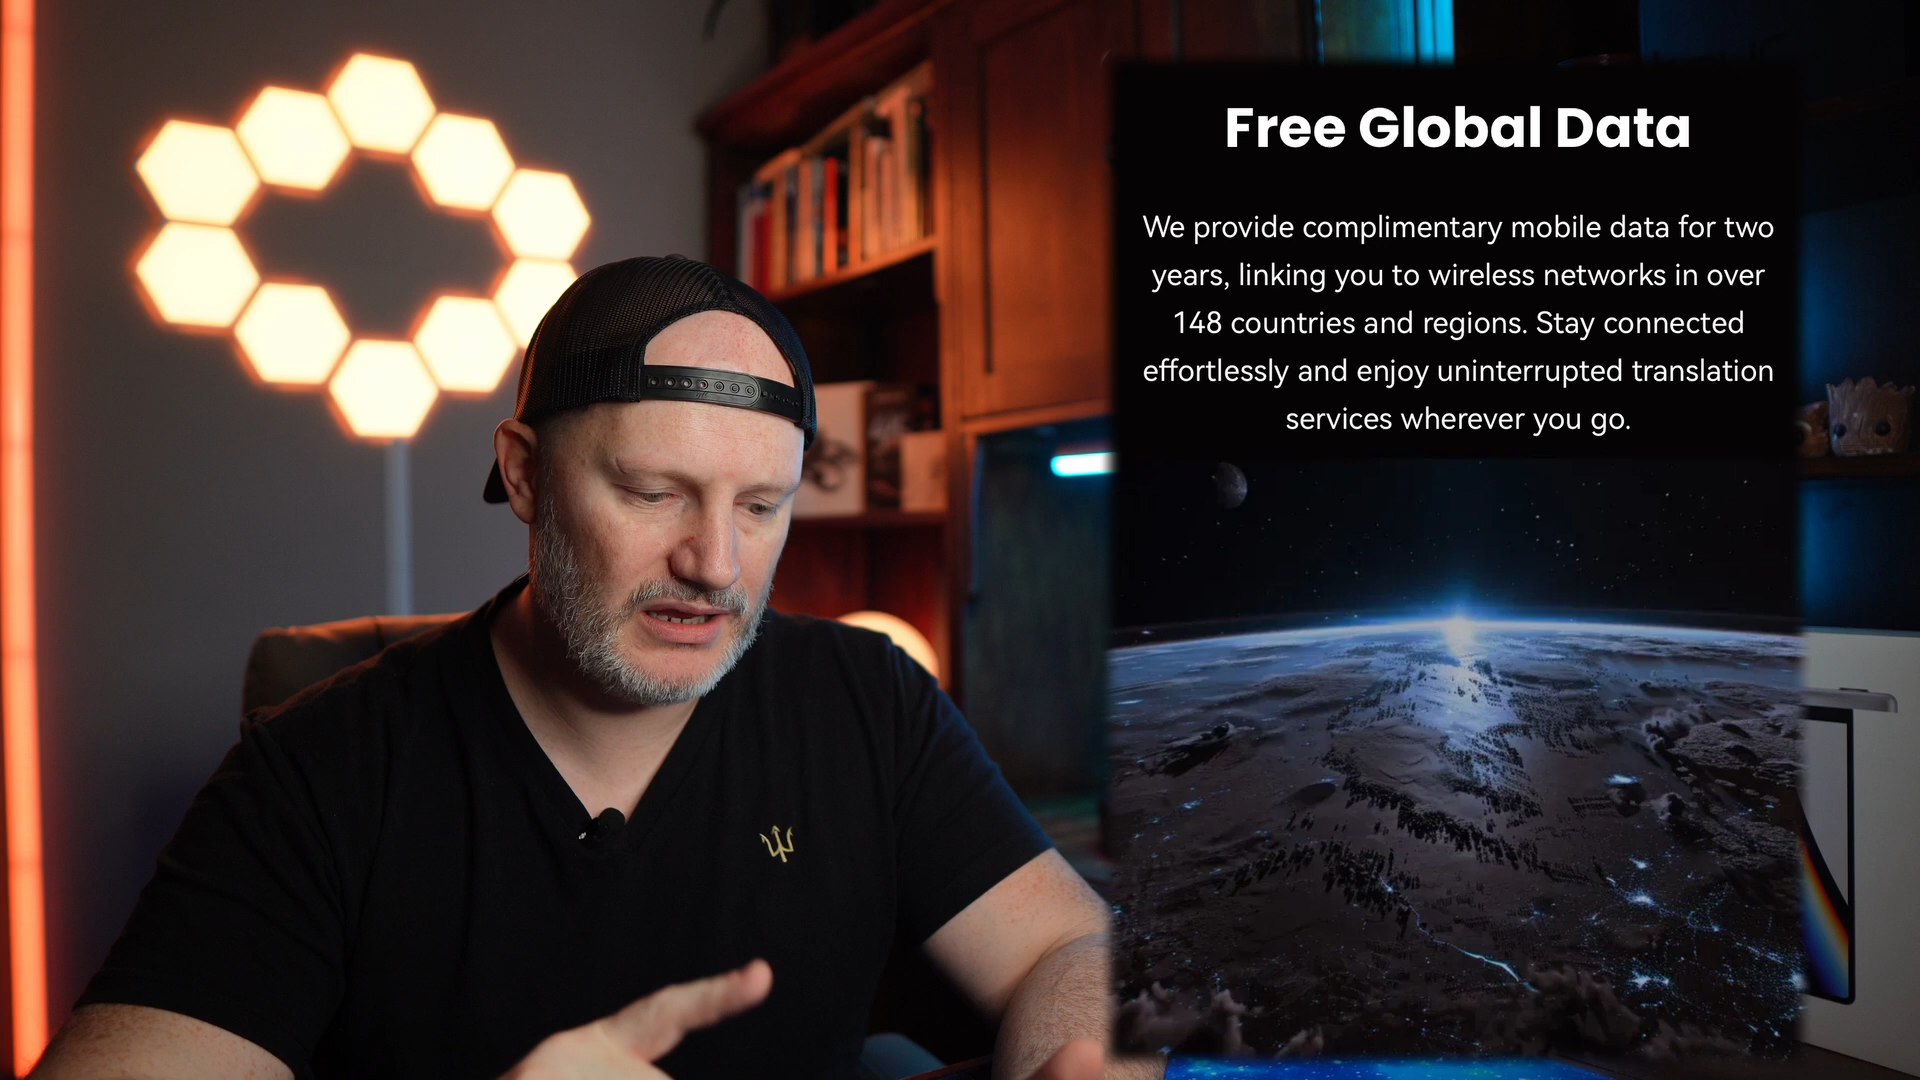 Free Global Data
We provide complimentary mobile data for two
years, linking you to wireless networks in over
148 countries and regions. Stay connected
effortlessly and enjoy uninterrupted translation
services wherever you go.